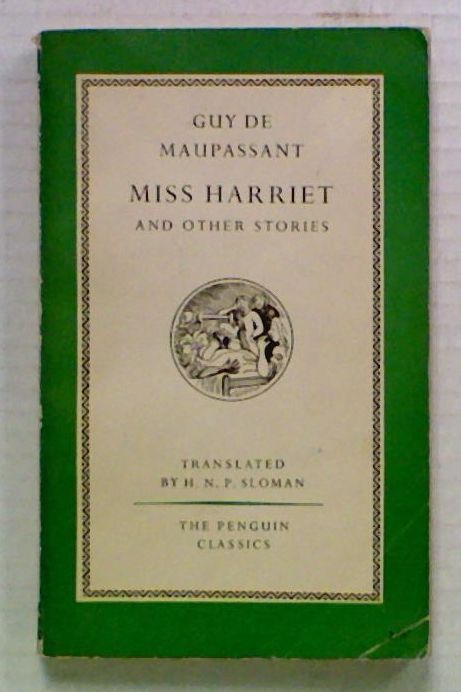 GUY DE
MAUPASSANT
MISS HARRIET
AND OTHER STORIES
TRANSLATED
BY H. N. P. SLOMAN
THE PENGUIN
CLASSICS